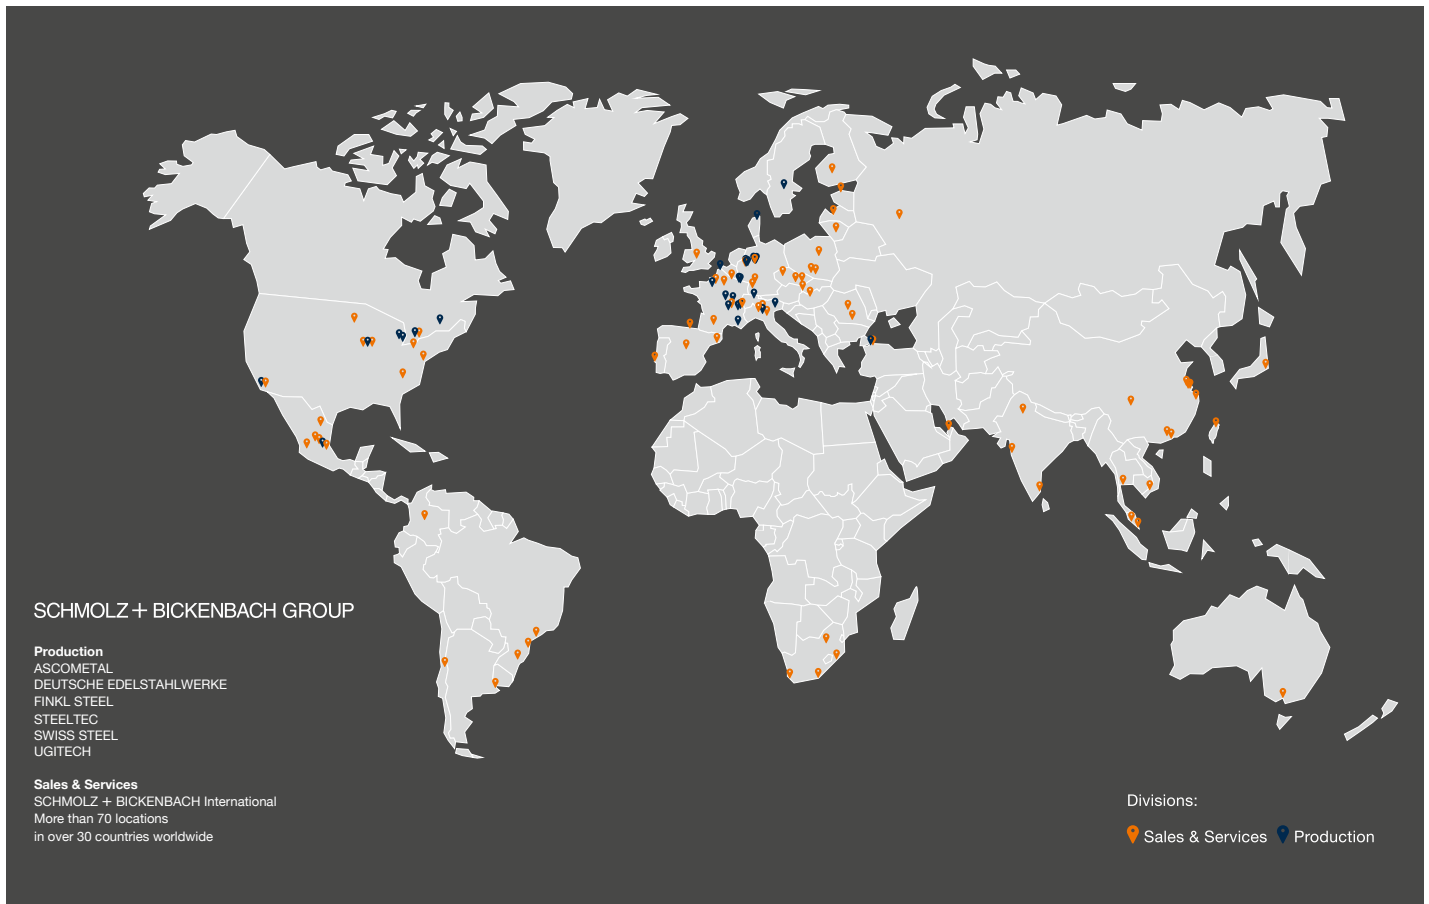 SCHMOLZ + BICKENBACH GROUP
Production
ASCOMETAL
DEUTSCHE EDELSTAHLWERKE
FINKL STEEL
STEELTEC
SWISS STEEL
UGITECH
Sales & Services
SCHMOLZ + BICKENBACH International
More than 70 locations
in over 30 countries worldwide
Divisions:
Sales & Services Production